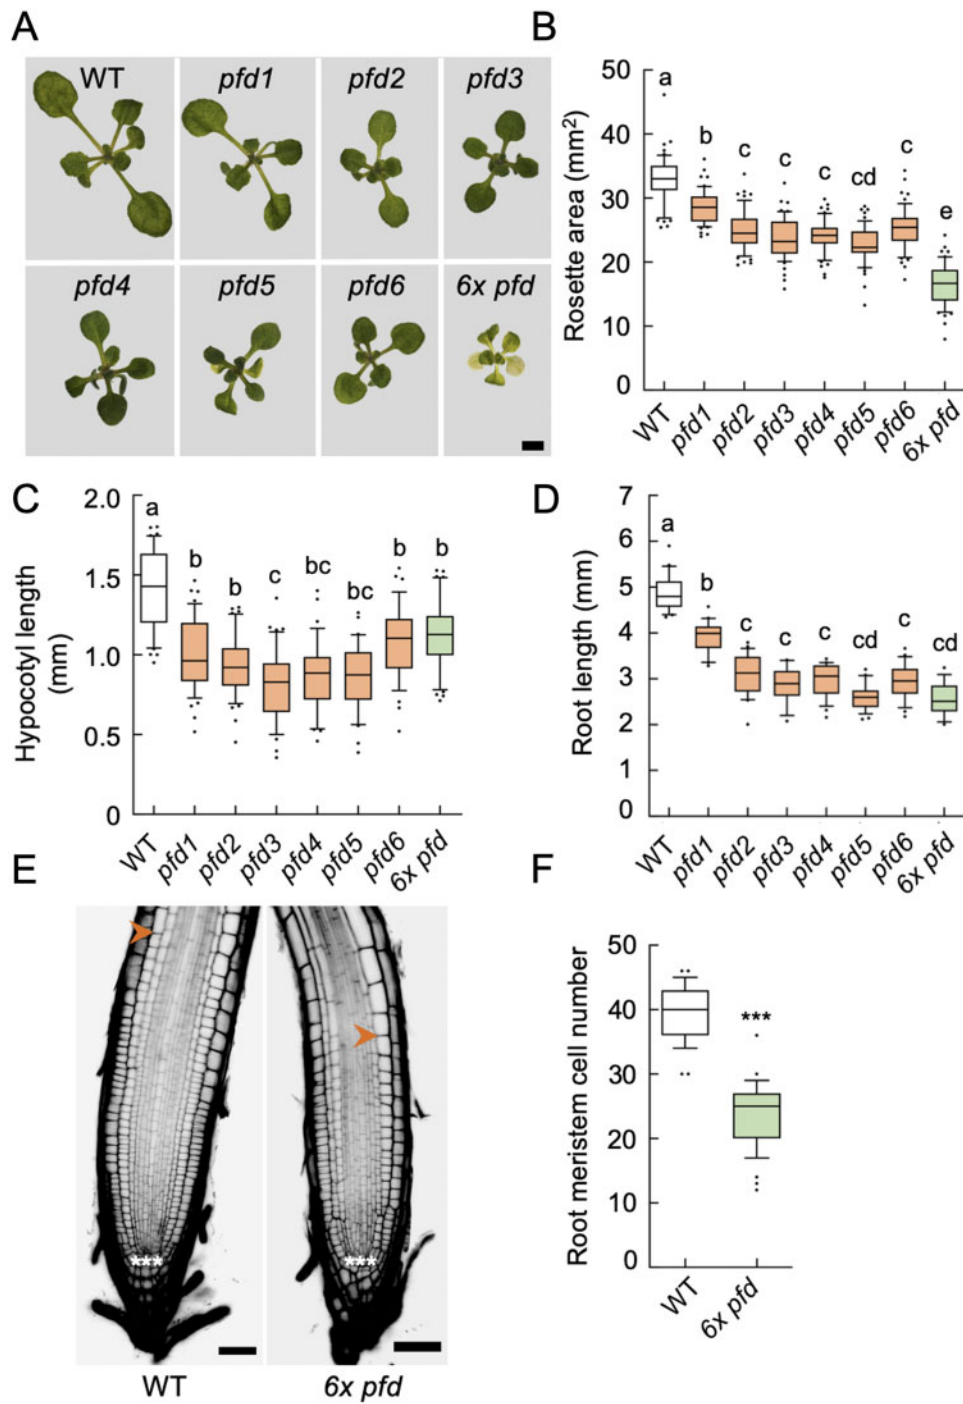 A
WT
pfd1
pfd2
pfd3
pfd4
pfd5
pfd6
6x pfd
B
Rosette area (mm²)
50
40
30
20
10
0
a
b
c
c
c
cd
c
e
WT
pfd1
pfd2
pfd3
pfd4
pfd5
pfd6
6x pfd
C
Hypocotyl length
(mm)
2.0
1.5
1.0
0.5
0
a
b
b
c
bc
bc
b
b
WT
pfd1
pfd2
pfd3
pfd4
pfd5
pfd6
6x pfd
D
Root length (mm)
7
6
5
4
3
2
1
0
a
b
c
c
c
cd
c
cd
WT
pfd1
pfd2
pfd3
pfd4
pfd5
pfd6
6x pfd
E
***
***
WT
6x pfd
F
Root meristem cell number
50
40
30
20
10
0
***
WT
6x pfd